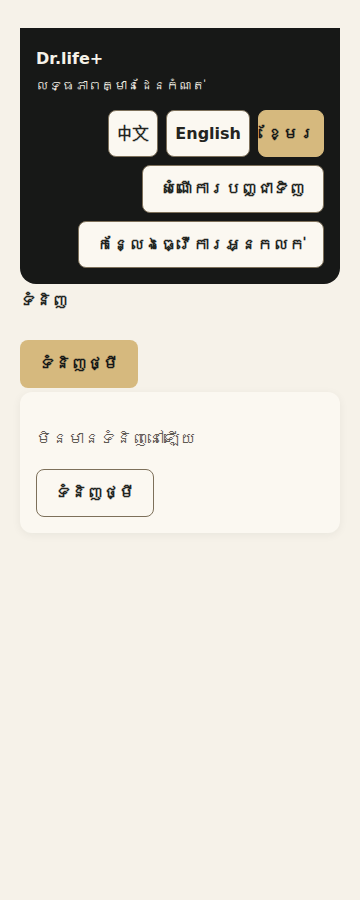 Dr.life+
លទ្ធភាពគ្មានដែនកំណត់
中文 English ខ្មែរ
សំណើការបញ្ជាទិញ
កន្លែងធ្វើការអ្នកលក់
ទំនិញ
ទំនិញថ្មី
មិនមានទំនិញនៅឡើយ
ទំនិញថ្មី